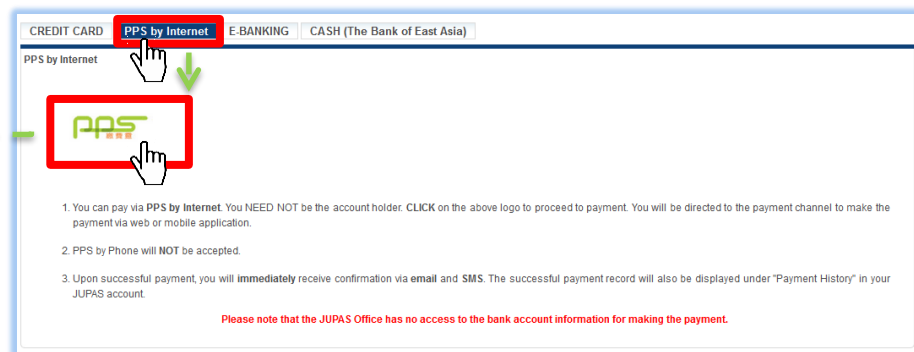 CREDIT CARD PPS by Internet E-BANKING CASH (The Bank of East Asia)
PPS by Internet
pps
1. You can pay via PPS by Internet. You NEED NOT be the account holder. CLICK on the above logo to proceed to payment. You will be directed to the payment channel to make the
payment via web or mobile application.
2. PPS by Phone will NOT be accepted.
3. Upon successful payment, you will immediately receive confirmation via email and SMS. The successful payment record will also be displayed under "Payment History" in your
JUPAS account.
Please note that the JUPAS Office has no access to the bank account information for making the payment.